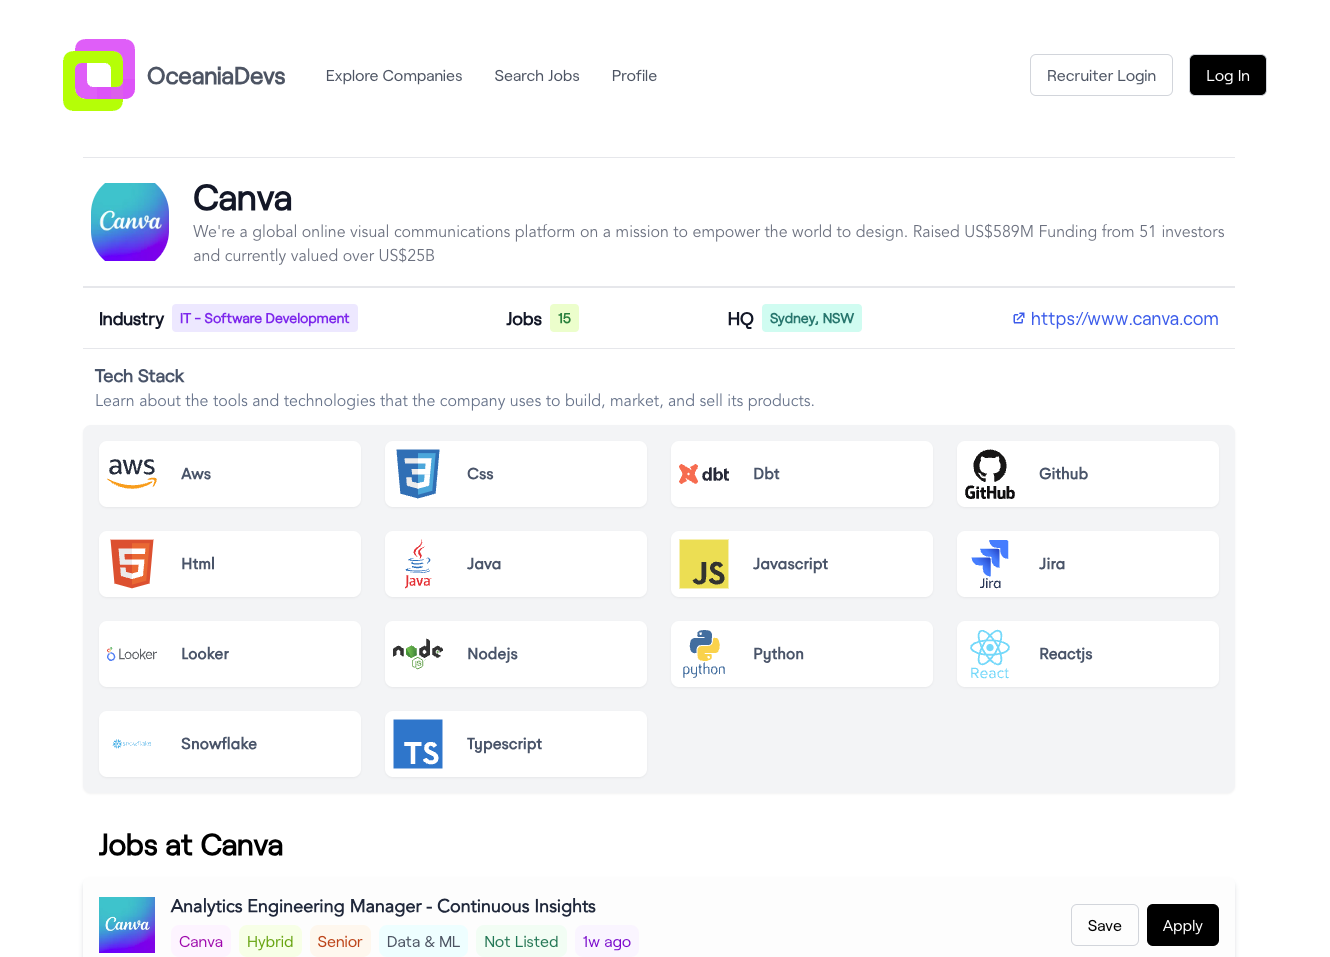 OceaniaDevs Explore Companies Search Jobs Profile Recruiter Login Log In
Canva
Canva
We're a global online visual communications platform on a mission to empower the world to design. Raised US$589M Funding from 51 investors
and currently valued over US$25B
Industry IT - Software Development Jobs 15 HQ Sydney, NSW https://www.canva.com
Tech Stack
Learn about the tools and technologies that the company uses to build, market, and sell its products.
aws Aws 3 Css dbt Dbt GitHub Github
5 Html Java Java JS Javascript Jira Jira
Looker Looker node JS Nodejs python Python React Reactjs
snowflake Snowflake TS Typescript
Jobs at Canva
Canva
Analytics Engineering Manager - Continuous Insights
Canva Hybrid Senior Data & ML Not Listed 1w ago
Save Apply